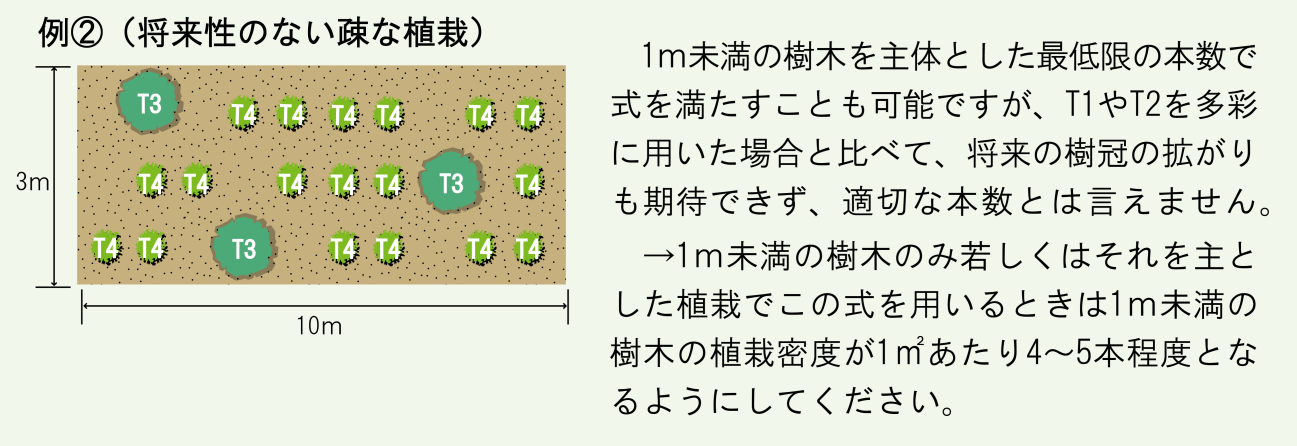 例②（将来性のない疎な植栽）
T3
T4 T4 T4 T4 T4 T4
3m
T4 T4 T4 T4 T4 T3 T4
T4 T4 T3 T4 T4 T4 T4
10m
1m未満の樹木を主体とした最低限の本数で
式を満たすことも可能ですが、T1やT2を多彩
に用いた場合と比べて、将来の樹冠の拡がり
も期待できず、適切な本数とは言えません。
→1m未満の樹木のみ若しくはそれを主と
した植栽でこの式を用いるときは1m未満の
樹木の植栽密度が1㎡あたり4～5本程度とな
るようにしてください。